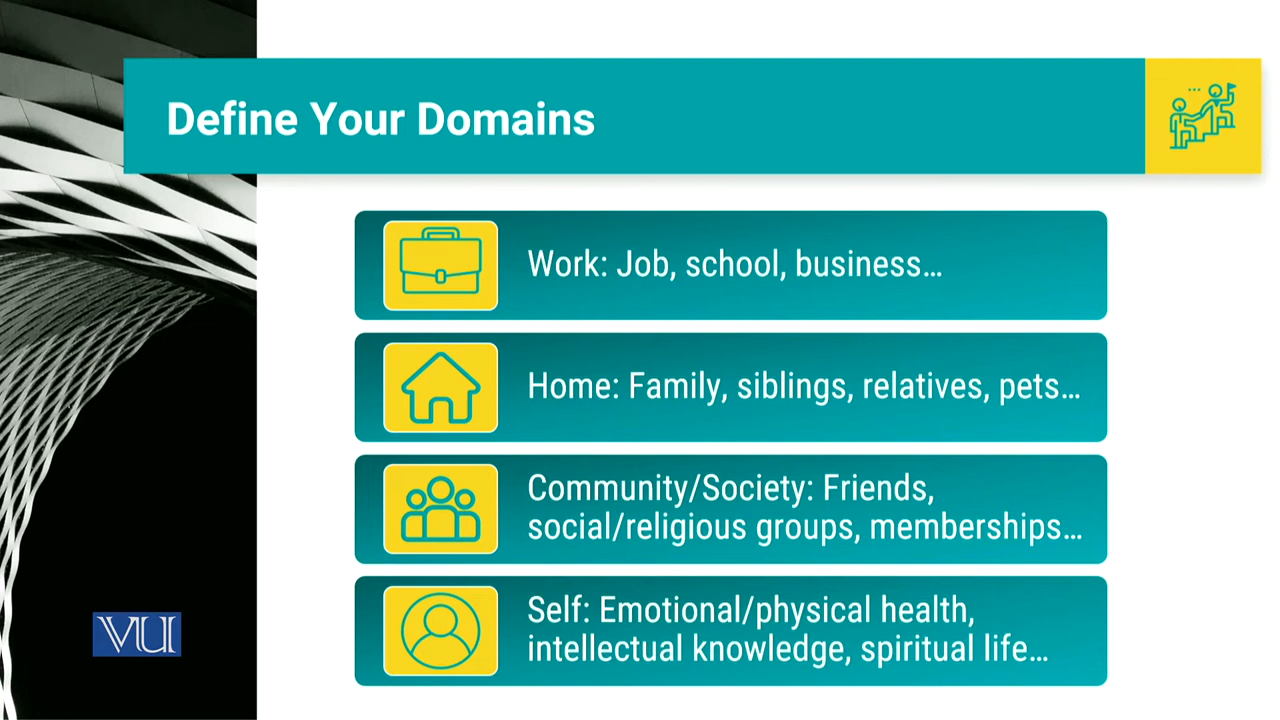 Define Your Domains
Work: Job, school, business…
Home: Family, siblings, relatives, pets…
Community/Society: Friends,
social/religious groups, memberships…
Self: Emotional/physical health,
intellectual knowledge, spiritual life…
VU